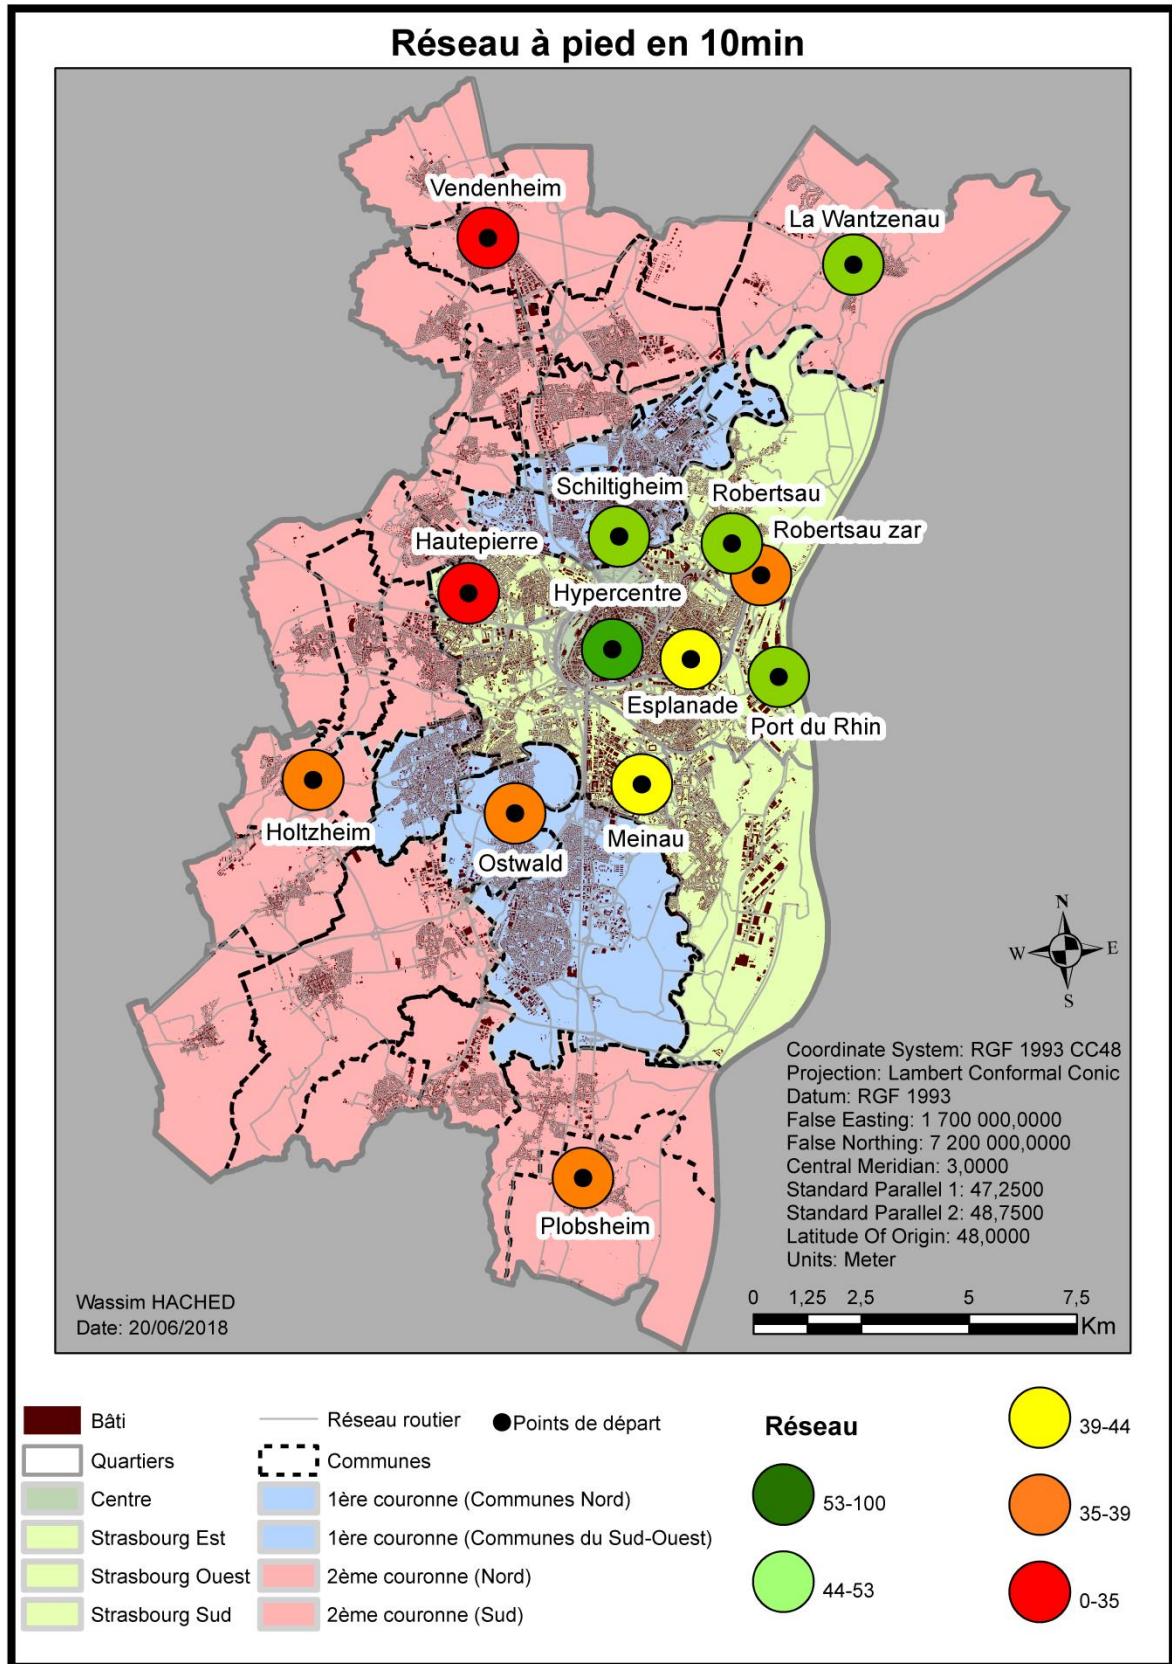 Réseau à pied en 10min
Vendenheim
La Wantzenau
Schiltigheim
Robertsau
Hautepierre
Robertsau zar
Hypercentre
Esplanade
Port du Rhin
Holtzheim
Ostwald
Meinau
Plobsheim
N
W
E
S
Coordinate System: RGF 1993 CC48
Projection: Lambert Conformal Conic
Datum: RGF 1993
False Easting: 1 700 000,0000
False Northing: 7 200 000,0000
Central Meridian: 3,0000
Standard Parallel 1: 47,2500
Standard Parallel 2: 48,7500
Latitude Of Origin: 48,0000
Units: Meter
0 1,25 2,5 5 7,5
Km
Wassim HACHED
Date: 20/06/2018
Bâti
Quartiers
Centre
Strasbourg Est
Strasbourg Ouest
Strasbourg Sud
Réseau routier
Communes
1ère couronne (Communes Nord)
1ère couronne (Communes du Sud-Ouest)
2ème couronne (Nord)
2ème couronne (Sud)
Points de départ
Réseau
53-100
44-53
39-44
35-39
0-35